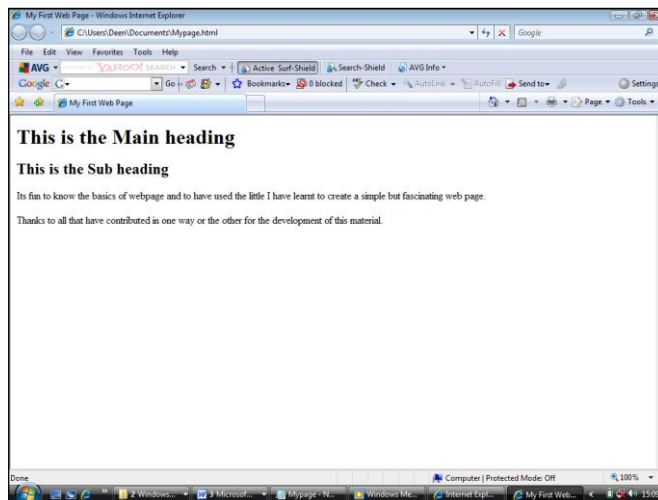 My First Web Page - Windows Internet Explorer
C:\Users\Deen\Documents\Mypage.html
Google
File Edit View Favorites Tools Help
AVG YAHOO! SEARCH Search Active Surf-Shield Search-Shield AVG Info
Google G Go Bookmarks 0 blocked Check AutoLink AutoFill Send to Settings
My First Web Page Page Tools
This is the Main heading
This is the Sub heading
Its fun to know the basics of webpage and to have used the little I have learnt to create a simple but fascinating web page.
Thanks to all that have contributed in one way or the other for the development of this material.
Done Computer | Protected Mode: Off 100%
2 Windows... 3 Microsof... Mypage - N... Windows Me... Internet Expl... My First Web... 15:05